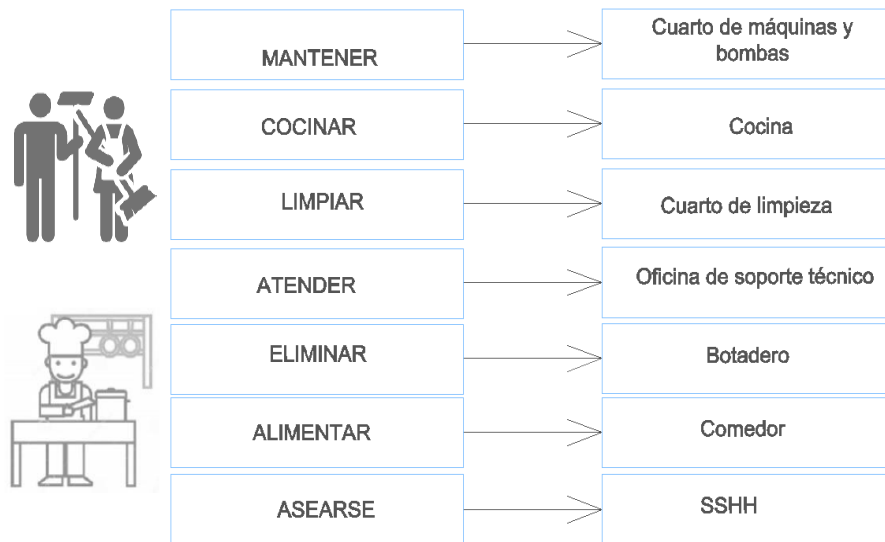 MANTENER
Cuarto de máquinas y
bombas
COCINAR
Cocina
LIMPIAR
Cuarto de limpieza
ATENDER
Oficina de soporte técnico
ELIMINAR
Botadero
ALIMENTAR
Comedor
ASEARSE
SSHH